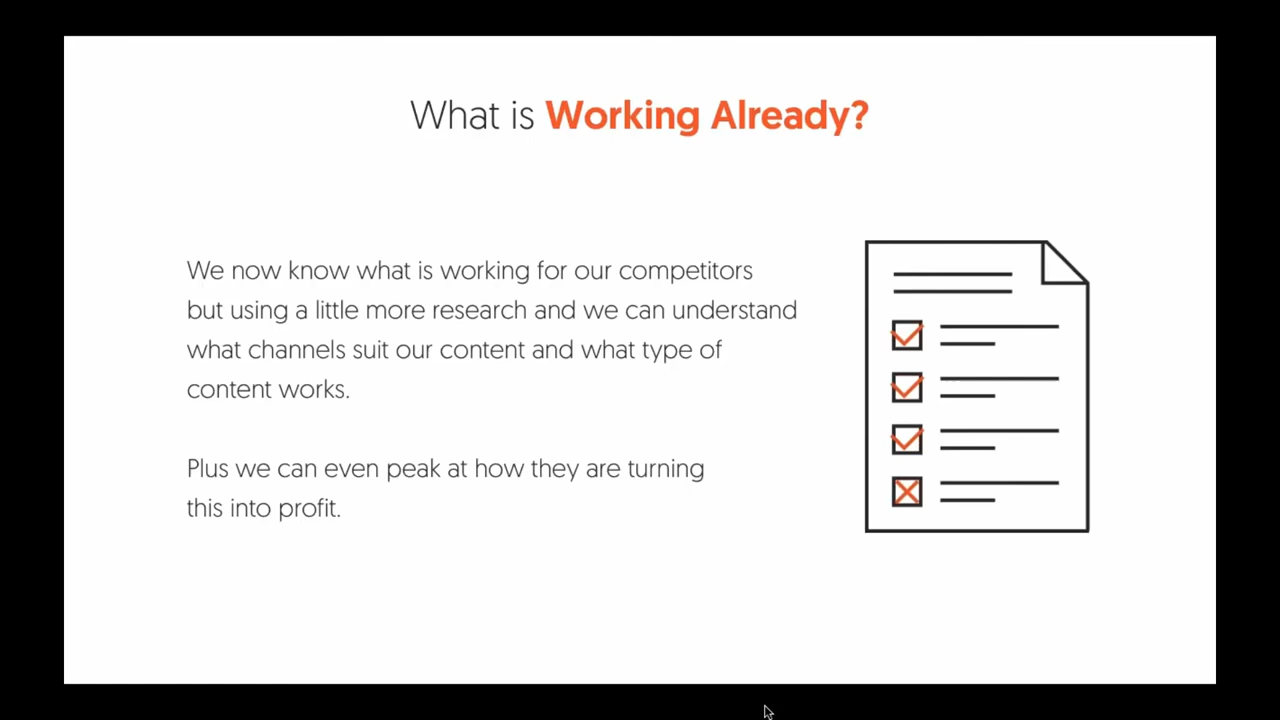 What is Working Already?
We now know what is working for our competitors
but using a little more research and we can understand
what channels suit our content and what type of
content works.
Plus we can even peak at how they are turning
this into profit.